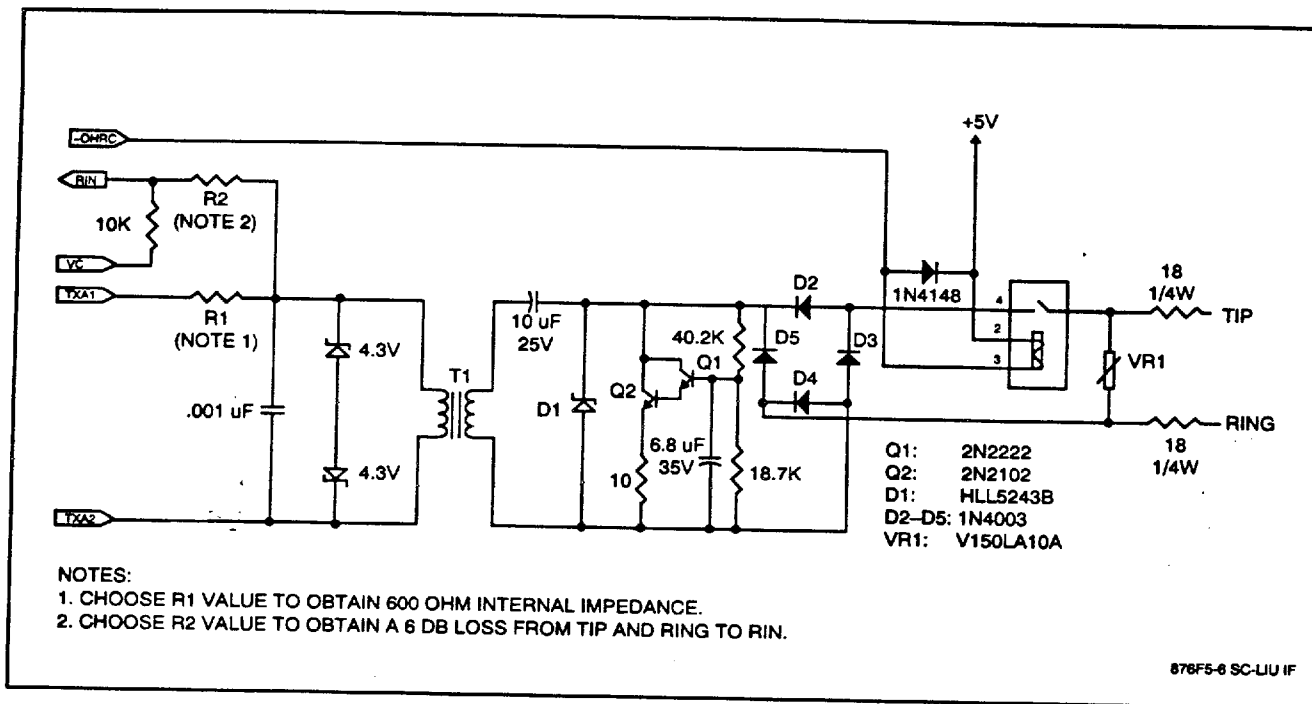 +5V
~OHRC
RIN
R2
(NOTE 2)
10K
VC
TXA1
R1
(NOTE 1)
.001 uF
4.3V
4.3V
TXA2
T1
10 uF
25V
D1
Q2
Q1
40.2K
6.8 uF
35V
10
18.7K
D5
D2
D4
D3
1N4148
4
2
3
18
1/4W
TIP
VR1
RING
18
1/4W
Q1: 2N2222
Q2: 2N2102
D1: HLL5243B
D2–D5: 1N4003
VR1: V150LA10A
NOTES:
1. CHOOSE R1 VALUE TO OBTAIN 600 OHM INTERNAL IMPEDANCE.
2. CHOOSE R2 VALUE TO OBTAIN A 6 DB LOSS FROM TIP AND RING TO RIN.
876F5-6 SC-LIU IF